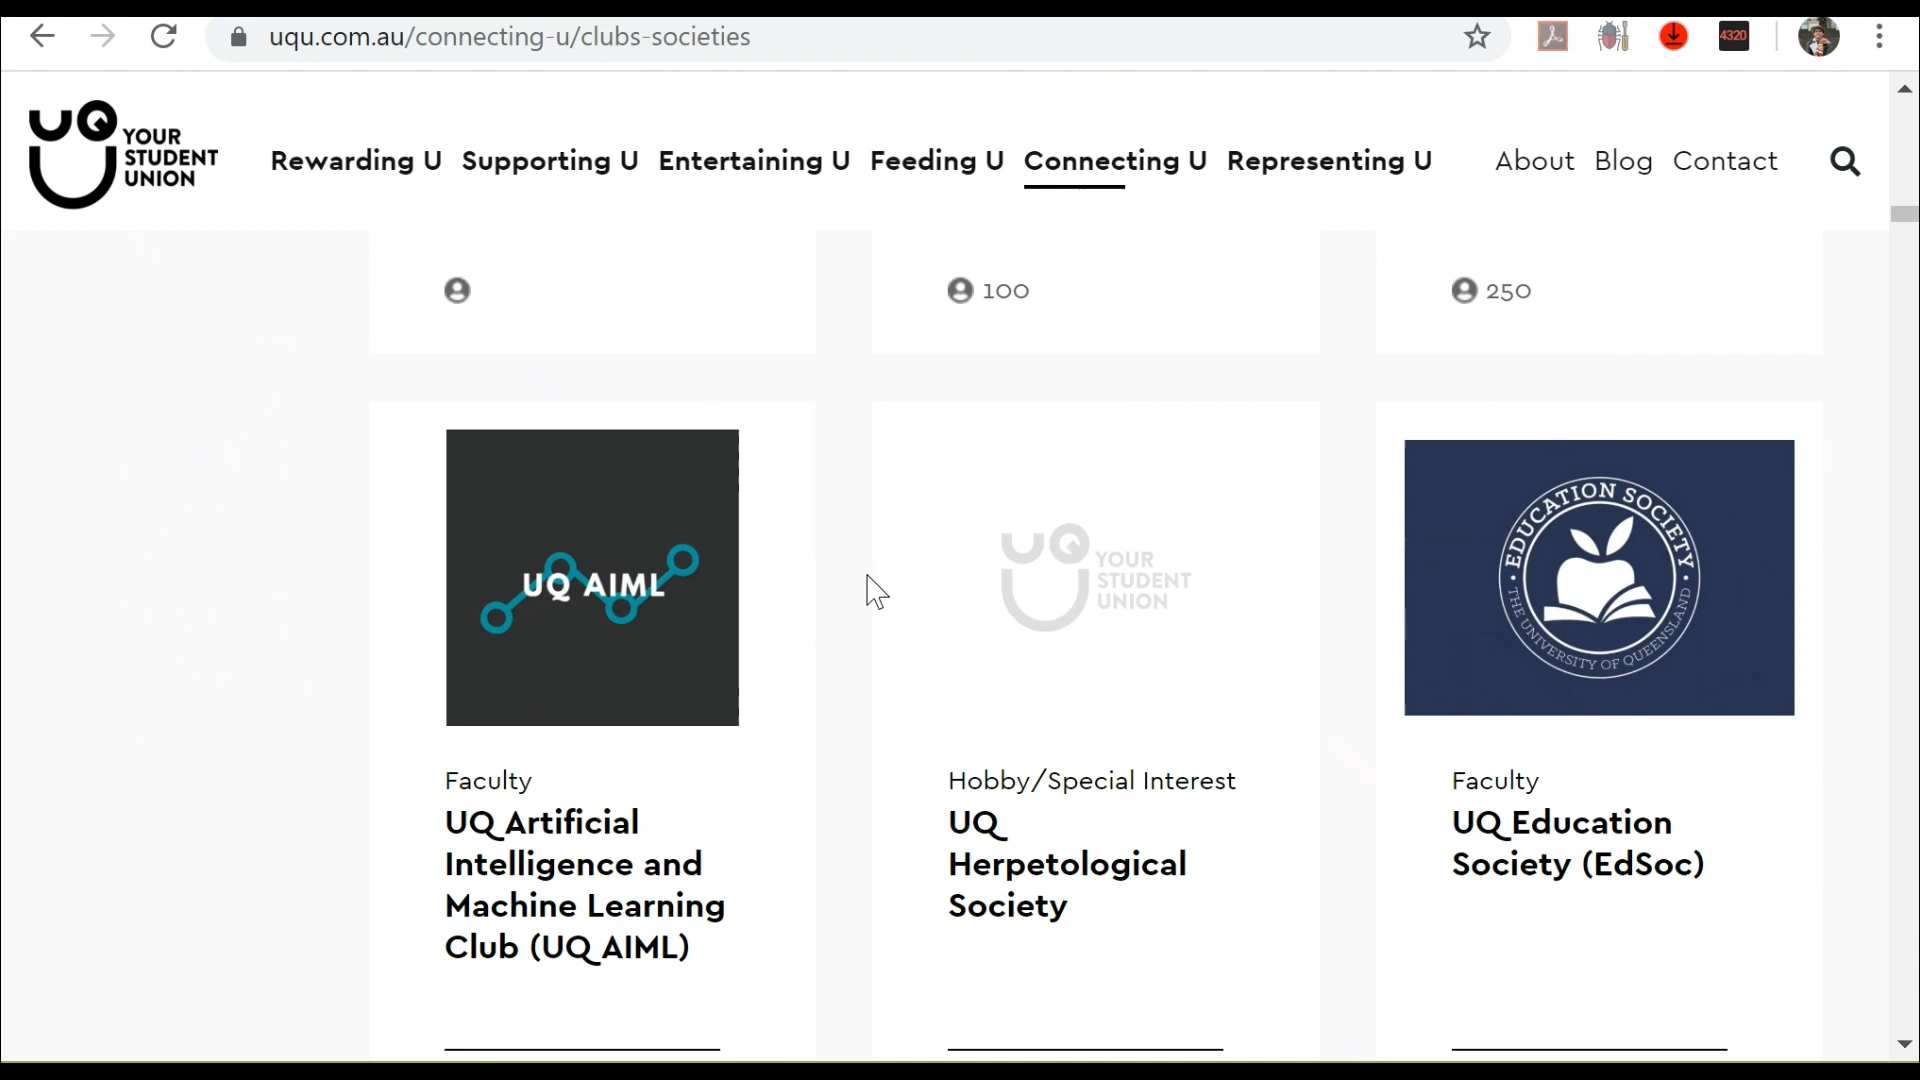 uqu.com.au/connecting-u/clubs-societies
4320
UQ YOUR
U STUDENT
UNION
Rewarding U Supporting U Entertaining U Feeding U Connecting U Representing U About Blog Contact
100
250
UQ AIML
UQ YOUR
U STUDENT
UNION
EDUCATION SOCIETY
THE UNIVERSITY OF QUEENSLAND
Faculty
UQ Artificial
Intelligence and
Machine Learning
Club (UQ AIML)
Hobby/Special Interest
UQ
Herpetological
Society
Faculty
UQ Education
Society (EdSoc)